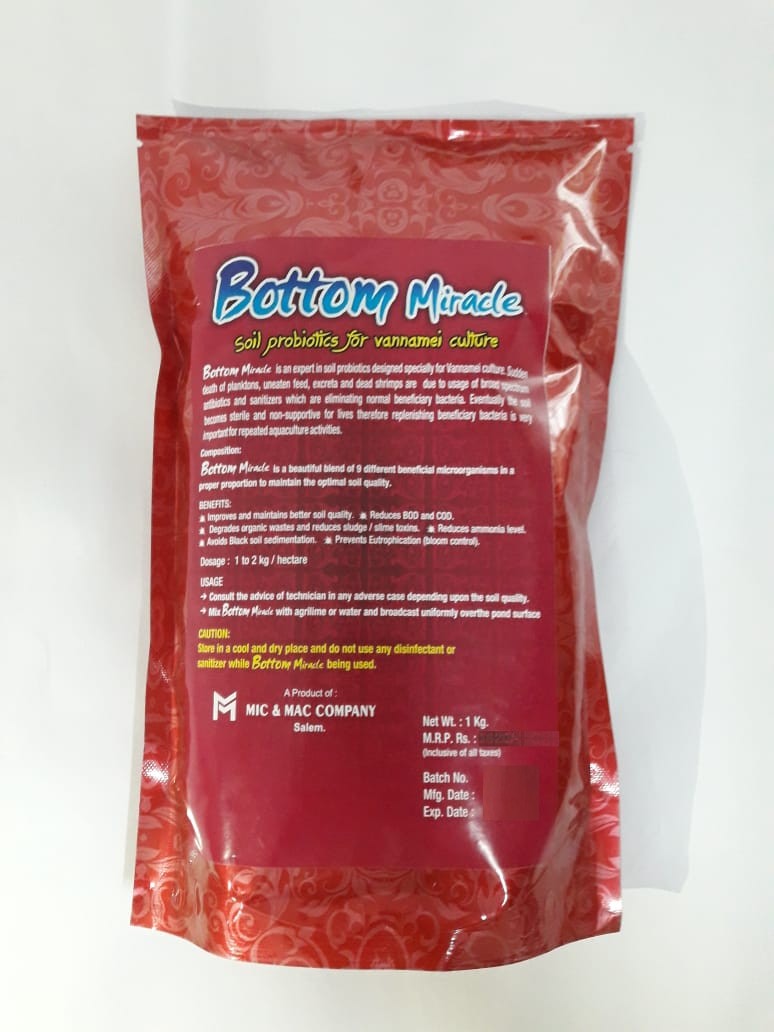 Bottom Miracle
Soil probiotics for vannamei culture
Bottom Miracle is an expert in soil probiotics designed specially for Vannamei culture. Sudden
death of planktons, uneaten feed, excreta and dead shrimps are due to usage of broad spectrum
antibiotics and sanitizers which are eliminating normal beneficiary bacteria. Eventually the soil
becomes sterile and non-supportive for lives therefore replenishing beneficiary bacteria is very
important for repeated aquaculture activities.
Composition:
Bottom Miracle is a beautiful blend of 9 different beneficial microorganisms in a
proper proportion to maintain the optimal soil quality.
BENEFITS:
Improves and maintains better soil quality. Reduces BOD and COD.
Degrades organic wastes and reduces sludge / slime toxins. Reduces ammonia level.
Avoids Black soil sedimentation. Prevents Eutrophication (bloom control).
Dosage : 1 to 2 kg / hectare
USAGE
→ Consult the advice of technician in any adverse case depending upon the soil quality.
→ Mix Bottom Miracle with agrilime or water and broadcast uniformly overthe pond surface
CAUTION:
Store in a cool and dry place and do not use any disinfectant or
sanitizer while Bottom Miracle being used.
A Product of :
MIC & MAC COMPANY
Salem.
Net Wt. : 1 Kg.
M.R.P. Rs. :
(Inclusive of all taxes)
Batch No.
Mfg. Date :
Exp. Date :